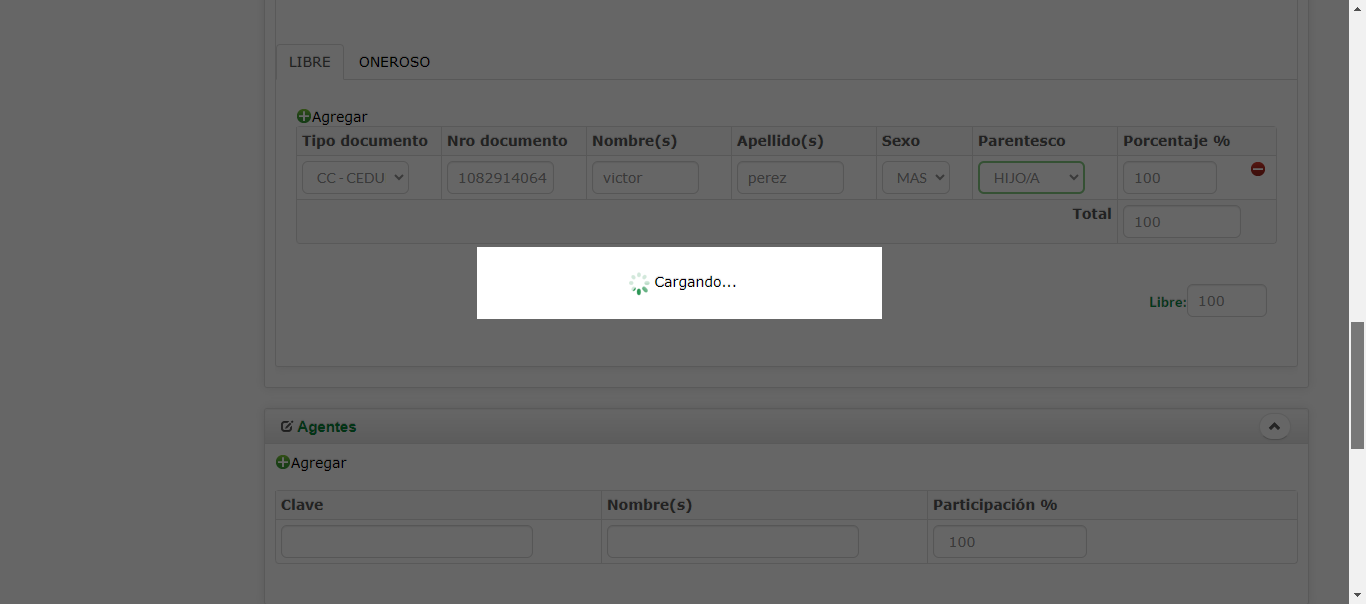 LIBRE ONEROSO
Agregar
Tipo documento Nro documento Nombre(s) Apellido(s) Sexo Parentesco Porcentaje %
CC - CEDU 1082914064 victor perez MAS HIJO/A 100
Total 100
Cargando...
Libre: 100
Agentes
Agregar
Clave Nombre(s) Participación %
100